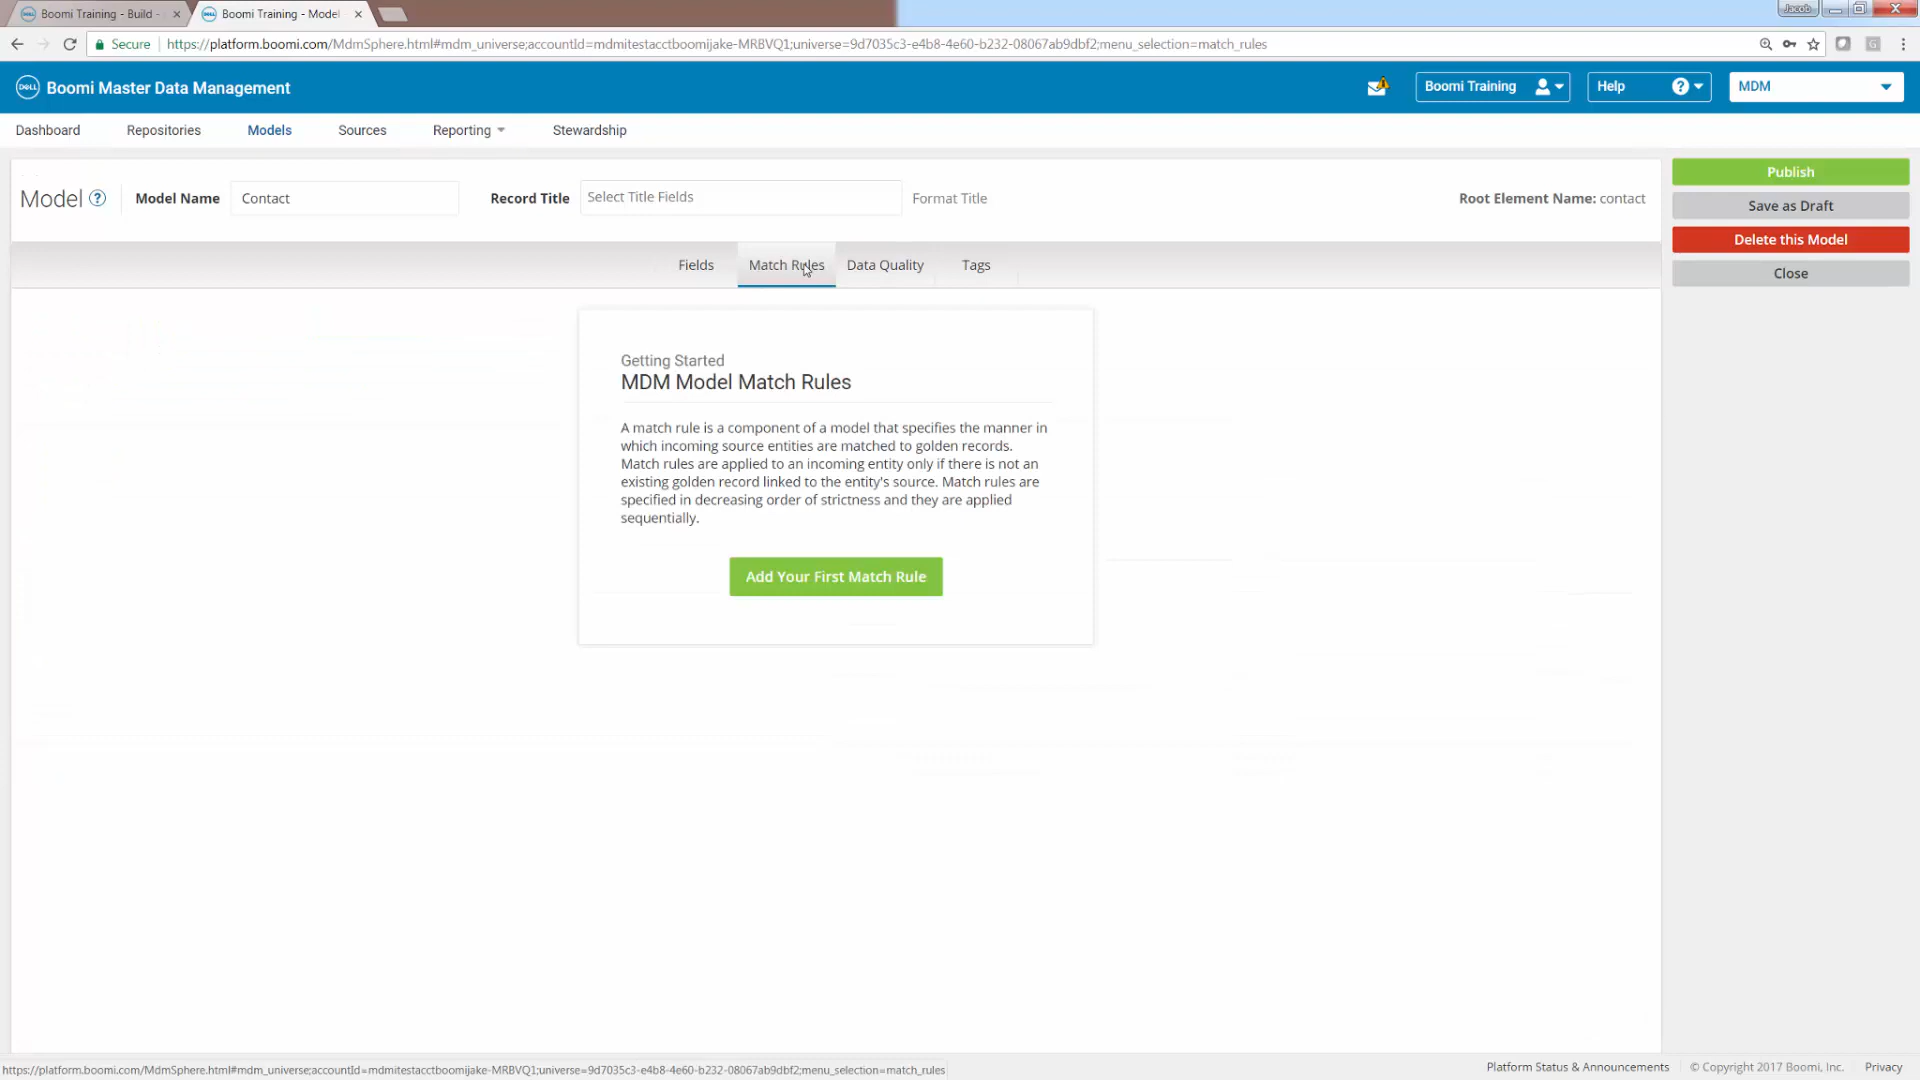 Boomi Training - Build -
Boomi Training - Model
Jacob
Secure https://platform.boomi.com/MdmSphere.html#mdm_universe;accountId=mdmitestacctboomijake-MRBVQ1;universe=9d7035c3-e4b8-4e60-b232-08067ab9dbf2;menu_selection=match_rules
DELL Boomi Master Data Management
Boomi Training
Help
MDM
Dashboard Repositories Models Sources Reporting Stewardship
Publish
Model ? Model Name Contact Record Title Select Title Fields Format Title Root Element Name: contact
Save as Draft
Delete this Model
Fields Match Rules Data Quality Tags
Close
Getting Started
MDM Model Match Rules
A match rule is a component of a model that specifies the manner in
which incoming source entities are matched to golden records.
Match rules are applied to an incoming entity only if there is not an
existing golden record linked to the entity's source. Match rules are
specified in decreasing order of strictness and they are applied
sequentially.
Add Your First Match Rule
Platform Status & Announcements © Copyright 2017 Boomi, Inc. Privacy
https://platform.boomi.com/MdmSphere.html#mdm_universe;accountId=mdmitestacctboomijake-MRBVQ1;universe=9d7035c3-e4b8-4e60-b232-08067ab9dbf2;menu_selection=match_rules